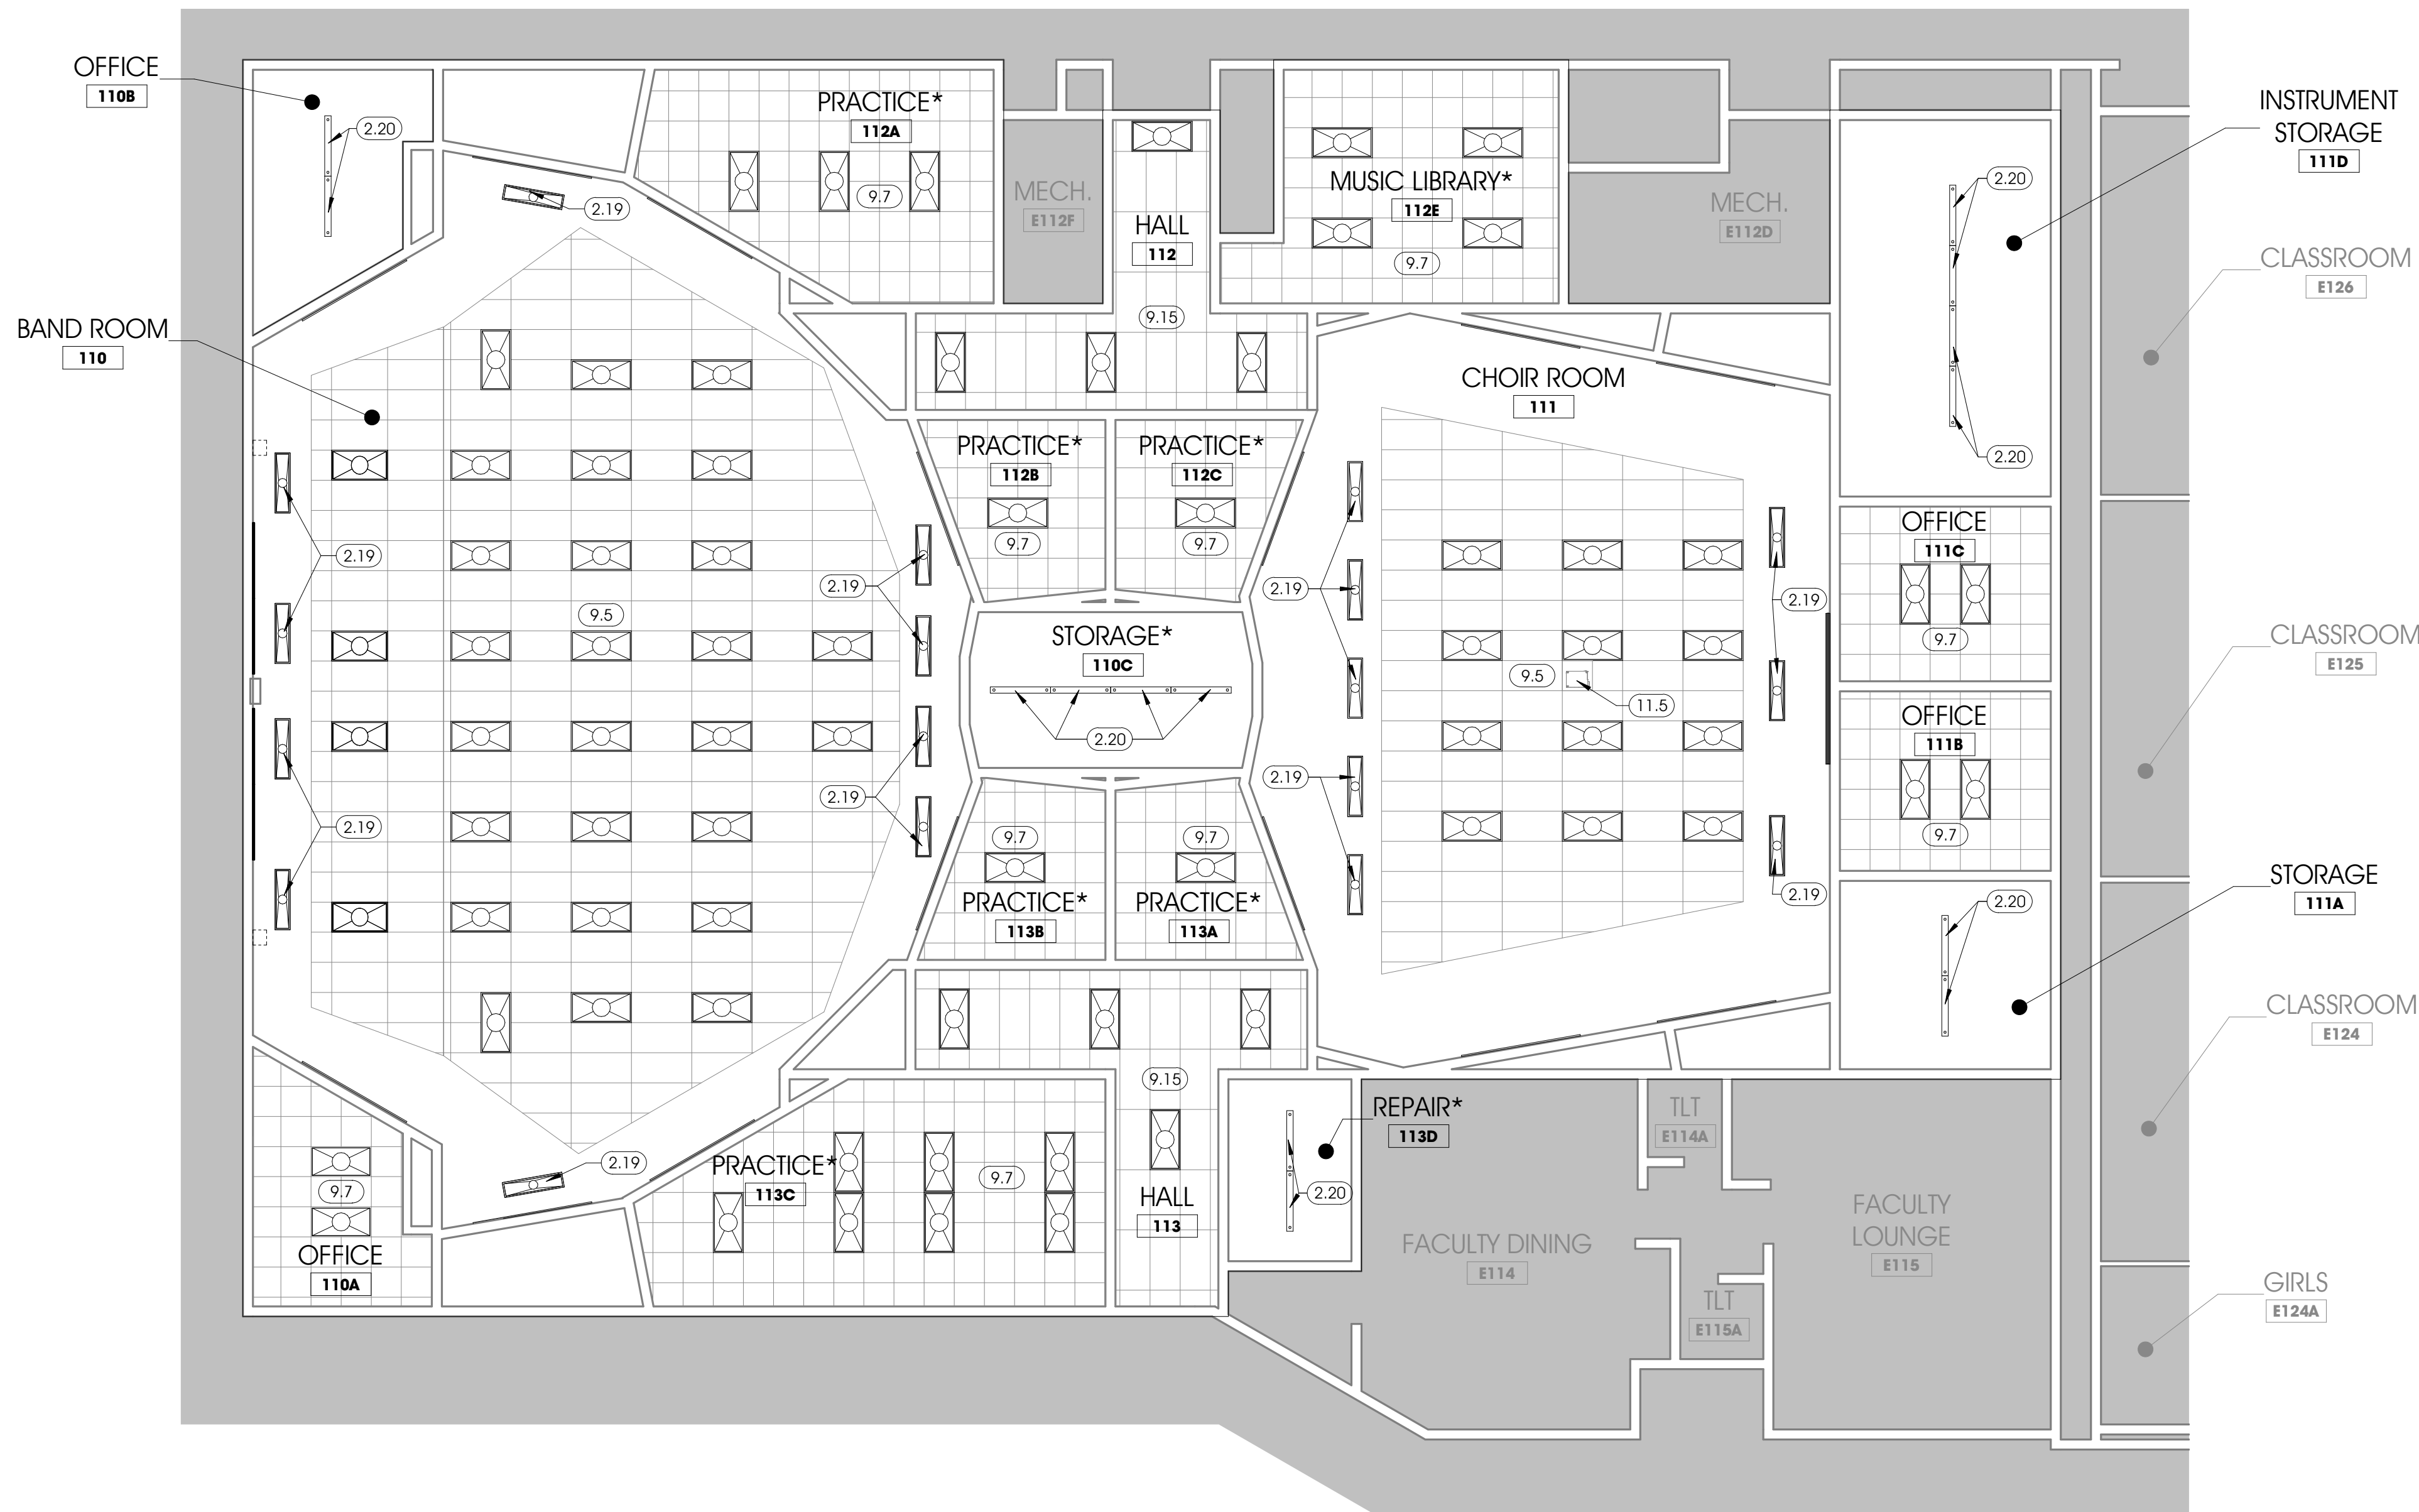 OFFICE
110B
2.20
PRACTICE*
112A
9.7
2.19
MECH.
E112F
HALL
112
9.15
MUSIC LIBRARY*
112E
9.7
MECH.
E112D
INSTRUMENT
STORAGE
111D
2.20
2.20
CLASSROOM
E126
BAND ROOM
110
CHOIR ROOM
111
PRACTICE*
112B
9.7
PRACTICE*
112C
9.7
OFFICE
111C
9.7
2.19
2.19
2.19
2.19
9.5
STORAGE*
110C
2.20
9.5
11.5
CLASSROOM
E125
OFFICE
111B
9.7
2.19
2.19
2.19
2.19
9.7
PRACTICE*
113B
9.7
PRACTICE*
113A
STORAGE
111A
2.20
CLASSROOM
E124
9.15
HALL
113
REPAIR*
113D
2.20
TLT
E114A
2.19
PRACTICE*
113C
9.7
9.7
OFFICE
110A
FACULTY DINING
E114
FACULTY
LOUNGE
E115
TLT
E115A
GIRLS
E124A